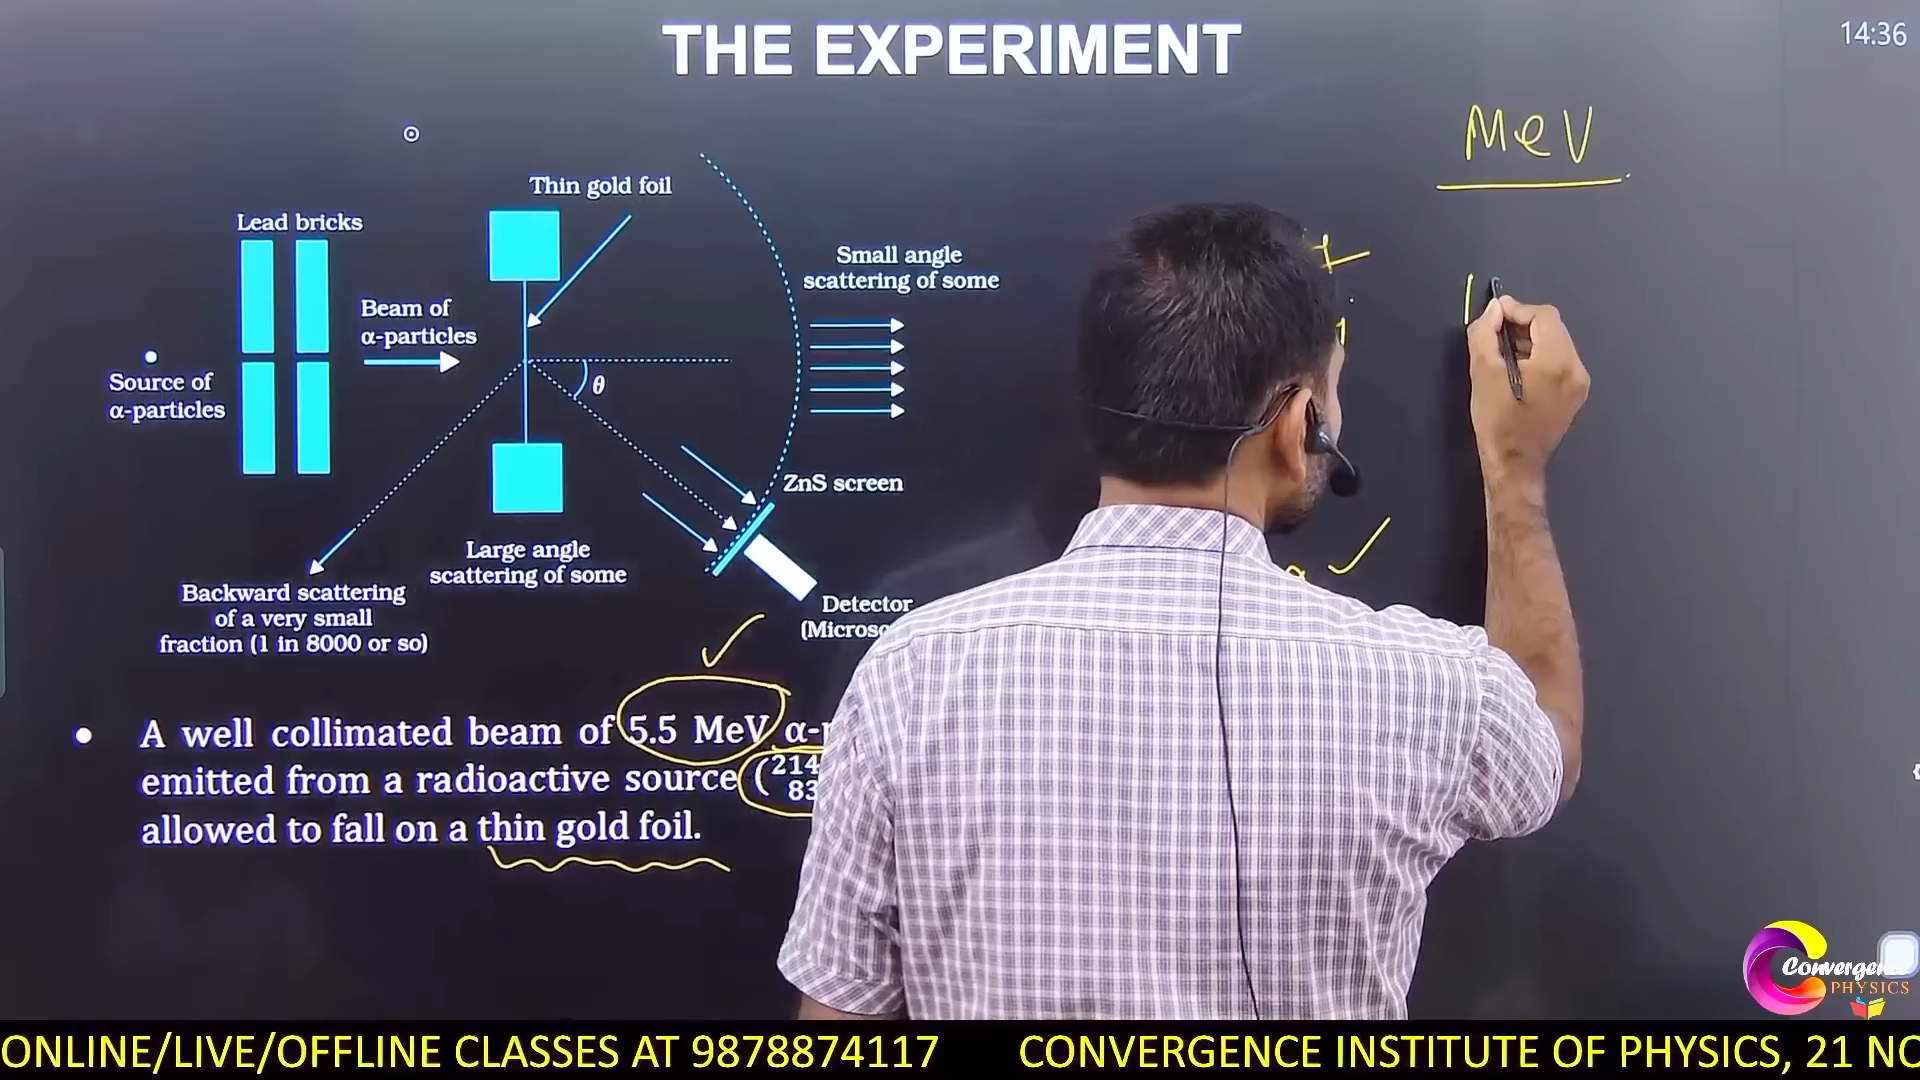 THE EXPERIMENT
14:36
MeV
Thin gold foil
Lead bricks
Small angle
scattering of some
Beam of
α-particles
Source of
α-particles
θ
ZnS screen
Large angle
scattering of some
Backward scattering
of a very small
fraction (1 in 8000 or so)
Detector
• A well collimated beam of 5.5 MeV α-
emitted from a radioactive source (214 83
allowed to fall on a thin gold foil.
Convergence
PHYSICS
ONLINE/LIVE/OFFLINE CLASSES AT 9878874117 CONVERGENCE INSTITUTE OF PHYSICS, 21 NO